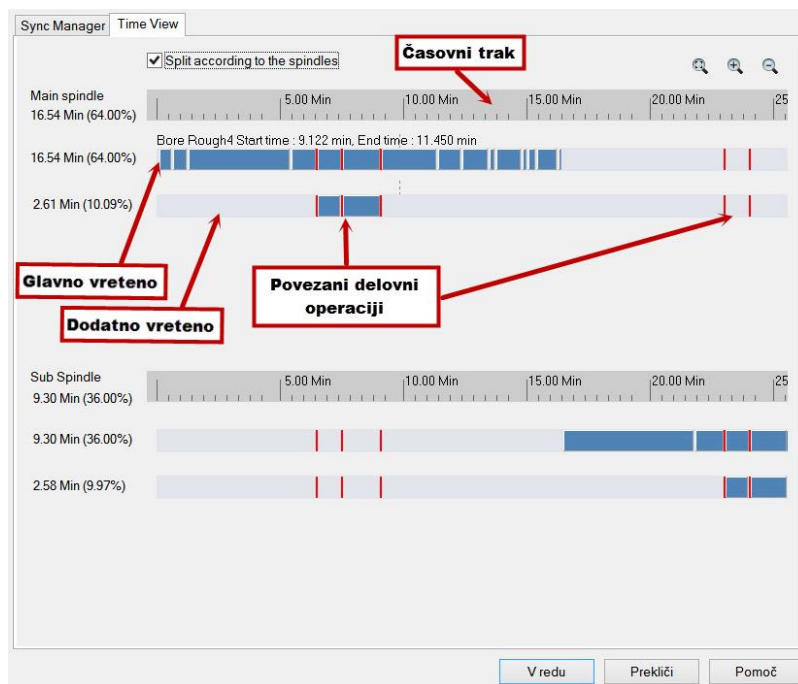 Sync Manager
Time View
Split according to the spindles
Časovni trak
Main spindle
16.54 Min (64.00%)
5.00 Min
10.00 Min
15.00 Min
20.00 Min
25
Bore Rough4 Start time : 9.122 min, End time : 11.450 min
16.54 Min (64.00%)
2.61 Min (10.09%)
Glavno vreteno
Povezani delovni
operaciji
Dodatno vreteno
Sub Spindle
9.30 Min (36.00%)
5.00 Min
10.00 Min
15.00 Min
20.00 Min
25
9.30 Min (36.00%)
2.58 Min (9.97%)
V redu
Prekliči
Pomoč